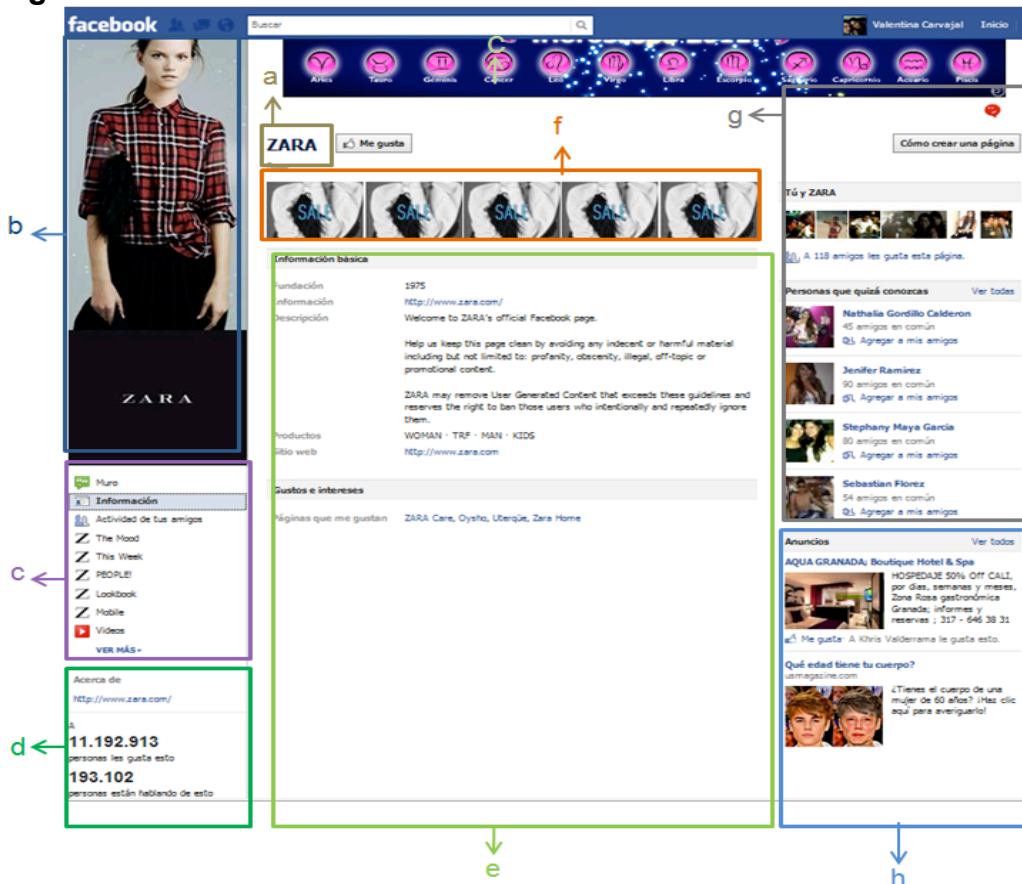 facebook
Buscar
Valentina Carvajal
Inicio
C
Aries
Tauro
Géminis
Cáncer
Leo
Virgo
Libra
Escorpio
Sagitario
Capricornio
Acuario
Piscis
a
f
g
ZARA
Me gusta
Cómo crear una página
b
SALE
SALE
SALE
SALE
SALE
ZARA
Información básica
Fundación 1975
Información http://www.zara.com/
Descripción Welcome to ZARA's official Facebook page.
Help us keep this page clean by avoiding any indecent or harmful material
including but not limited to: profanity, obscenity, illegal, off-topic or
promotional content.
ZARA may remove User Generated Content that exceeds these guidelines and
reserves the right to ban those users who intentionally and repeatedly ignore
them.
Productos WOMAN · TRF · MAN · KIDS
Sitio web http://www.zara.com
Gustos e intereses
Páginas que me gustan ZARA Care, Oysho, Uterqüe, Zara Home
Tú y ZARA
A 118 amigos les gusta esta página.
Personas que quizá conozcas Ver todas
Nathalia Gordillo Calderon
45 amigos en común
Agregar a mis amigos
Jenifer Ramirez
90 amigos en común
Agregar a mis amigos
Stephany Maya Garcia
80 amigos en común
Agregar a mis amigos
Sebastian Florez
54 amigos en común
Agregar a mis amigos
c
Muro
Información
Actividad de tus amigos
Z The Mood
Z This Week
Z PEOPLE!
Z Lookbook
Z Mobile
Videos
VER MÁS
d
Acerca de
http://www.zara.com/
A
11.192.913
personas les gusta esto
193.102
personas están hablando de esto
Anuncios Ver todos
AQUA GRANADA; Boutique Hotel & Spa
HOSPEDAJE 50% Off CALI,
por dias, semanas y meses,
Zona Rosa gastronómica
Granada; informes y
reservas ; 317 - 646 38 31
Me gusta · A Khris Valderrama le gusta esto.
Qué edad tiene tu cuerpo?
usmagazine.com
¿Tienes el cuerpo de una
mujer de 60 años? ¡Haz clic
aquí para averiguarlo!
e
h